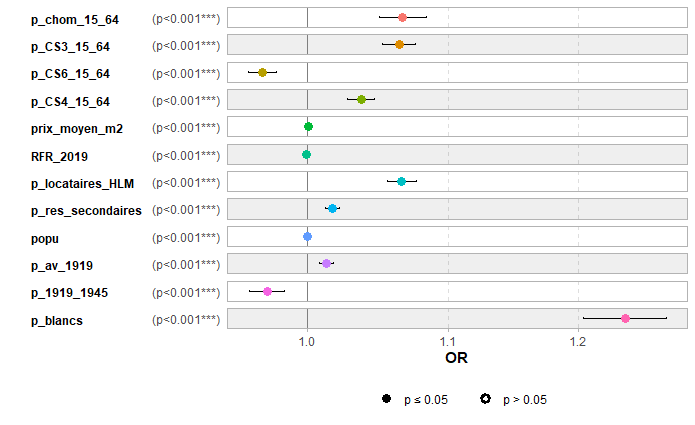 p_chom_15_64 (p<0.001***)
p_CS3_15_64 (p<0.001***)
p_CS6_15_64 (p<0.001***)
p_CS4_15_64 (p<0.001***)
prix_moyen_m2 (p<0.001***)
RFR_2019 (p<0.001***)
p_locataires_HLM (p<0.001***)
p_res_secondaires (p<0.001***)
popu (p<0.001***)
p_av_1919 (p<0.001***)
p_1919_1945 (p<0.001***)
p_blancs (p<0.001***)
1.0 1.1 1.2
OR
p ≤ 0.05 p > 0.05